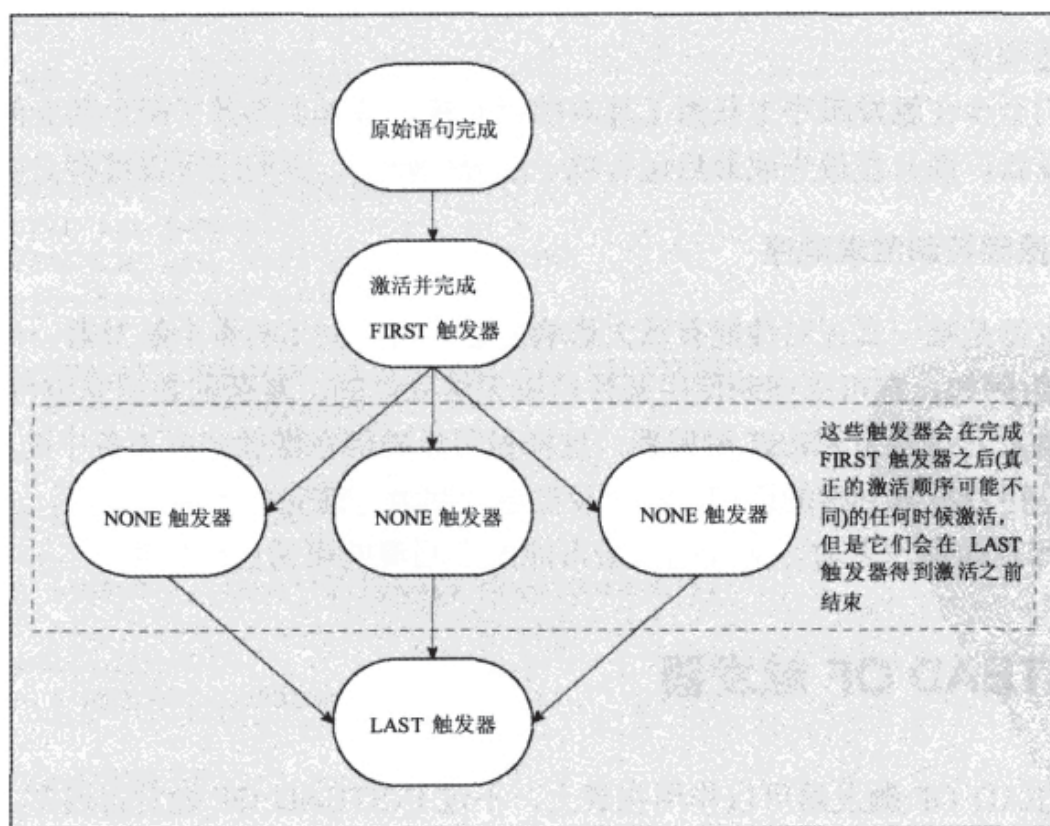 原始语句完成
激活并完成
FIRST 触发器
NONE 触发器
NONE 触发器
NONE 触发器
这些触发器会在完成
FIRST 触发器之后(真
正的激活顺序可能不
同)的任何时候激活,
但是它们会在 LAST
触发器得到激活之前
结束
LAST 触发器